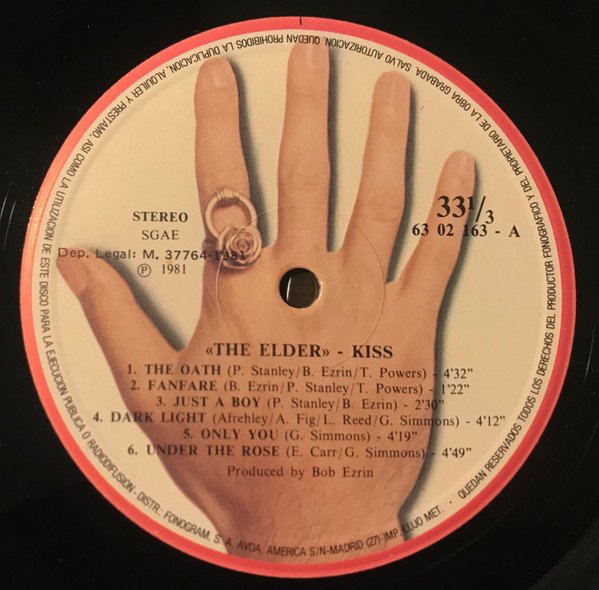 STEREO
SGAE
Dep. Legal: M. 37764-1981
℗ 1981
33 1/3
63 02 163 - A
«THE ELDER» - KISS
1. THE OATH (P. Stanley/B. Ezrin/T. Powers) - 4'32"
2. FANFARE (B. Ezrin/P. Stanley/T. Powers) - 1'22"
3. JUST A BOY (P. Stanley/B. Ezrin) - 2'30"
4. DARK LIGHT (Afrehley/A. Fig/L. Reed/G. Simmons) - 4'12"
5. ONLY YOU (G. Simmons) - 4'19"
6. UNDER THE ROSE (E. Carr/G. Simmons) - 4'49"
Produced by Bob Ezrin
QUEDAN RESERVADOS TODOS LOS DERECHOS DEL PRODUCTOR FONOGRAFICO Y DEL PROPIETARIO DE LA OBRA GRABADA. SALVO AUTORIZACION, QUEDAN PROHIBIDOS LA DUPLICACION, ALQUILER Y PRESTAMO, ASI COMO LA UTILIZACION DE ESTE DISCO PARA LA EJECUCION PUBLICA O RADIODIFUSION - DISTR. FONOGRAM, S. A. AVDA. AMERICA S/N-MADRID (27)-IMP. LUJO MET. ·